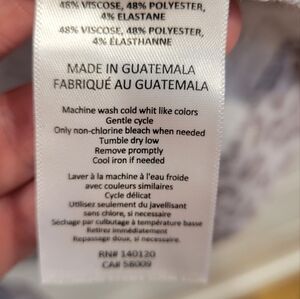 48% VISCOSE, 48% POLYESTER,
4% ELASTANE
48% VISCOSE, 48% POLYESTER,
4% ÉLASTHANNE
MADE IN GUATEMALA
FABRIQUÉ AU GUATEMALA
Machine wash cold whit like colors
Gentle cycle
Only non-chlorine bleach when needed
Tumble dry low
Remove promptly
Cool iron if needed
Laver à la machine à l'eau froide
avec couleurs similaires
Cycle délicat
Utilisez seulement du javellisant
sans chlore, si necessaire
Séchage par culbutage à température basse
Retirez immédiatement
Repassage doux, si necessaire
RN# 140120
CA# 58009